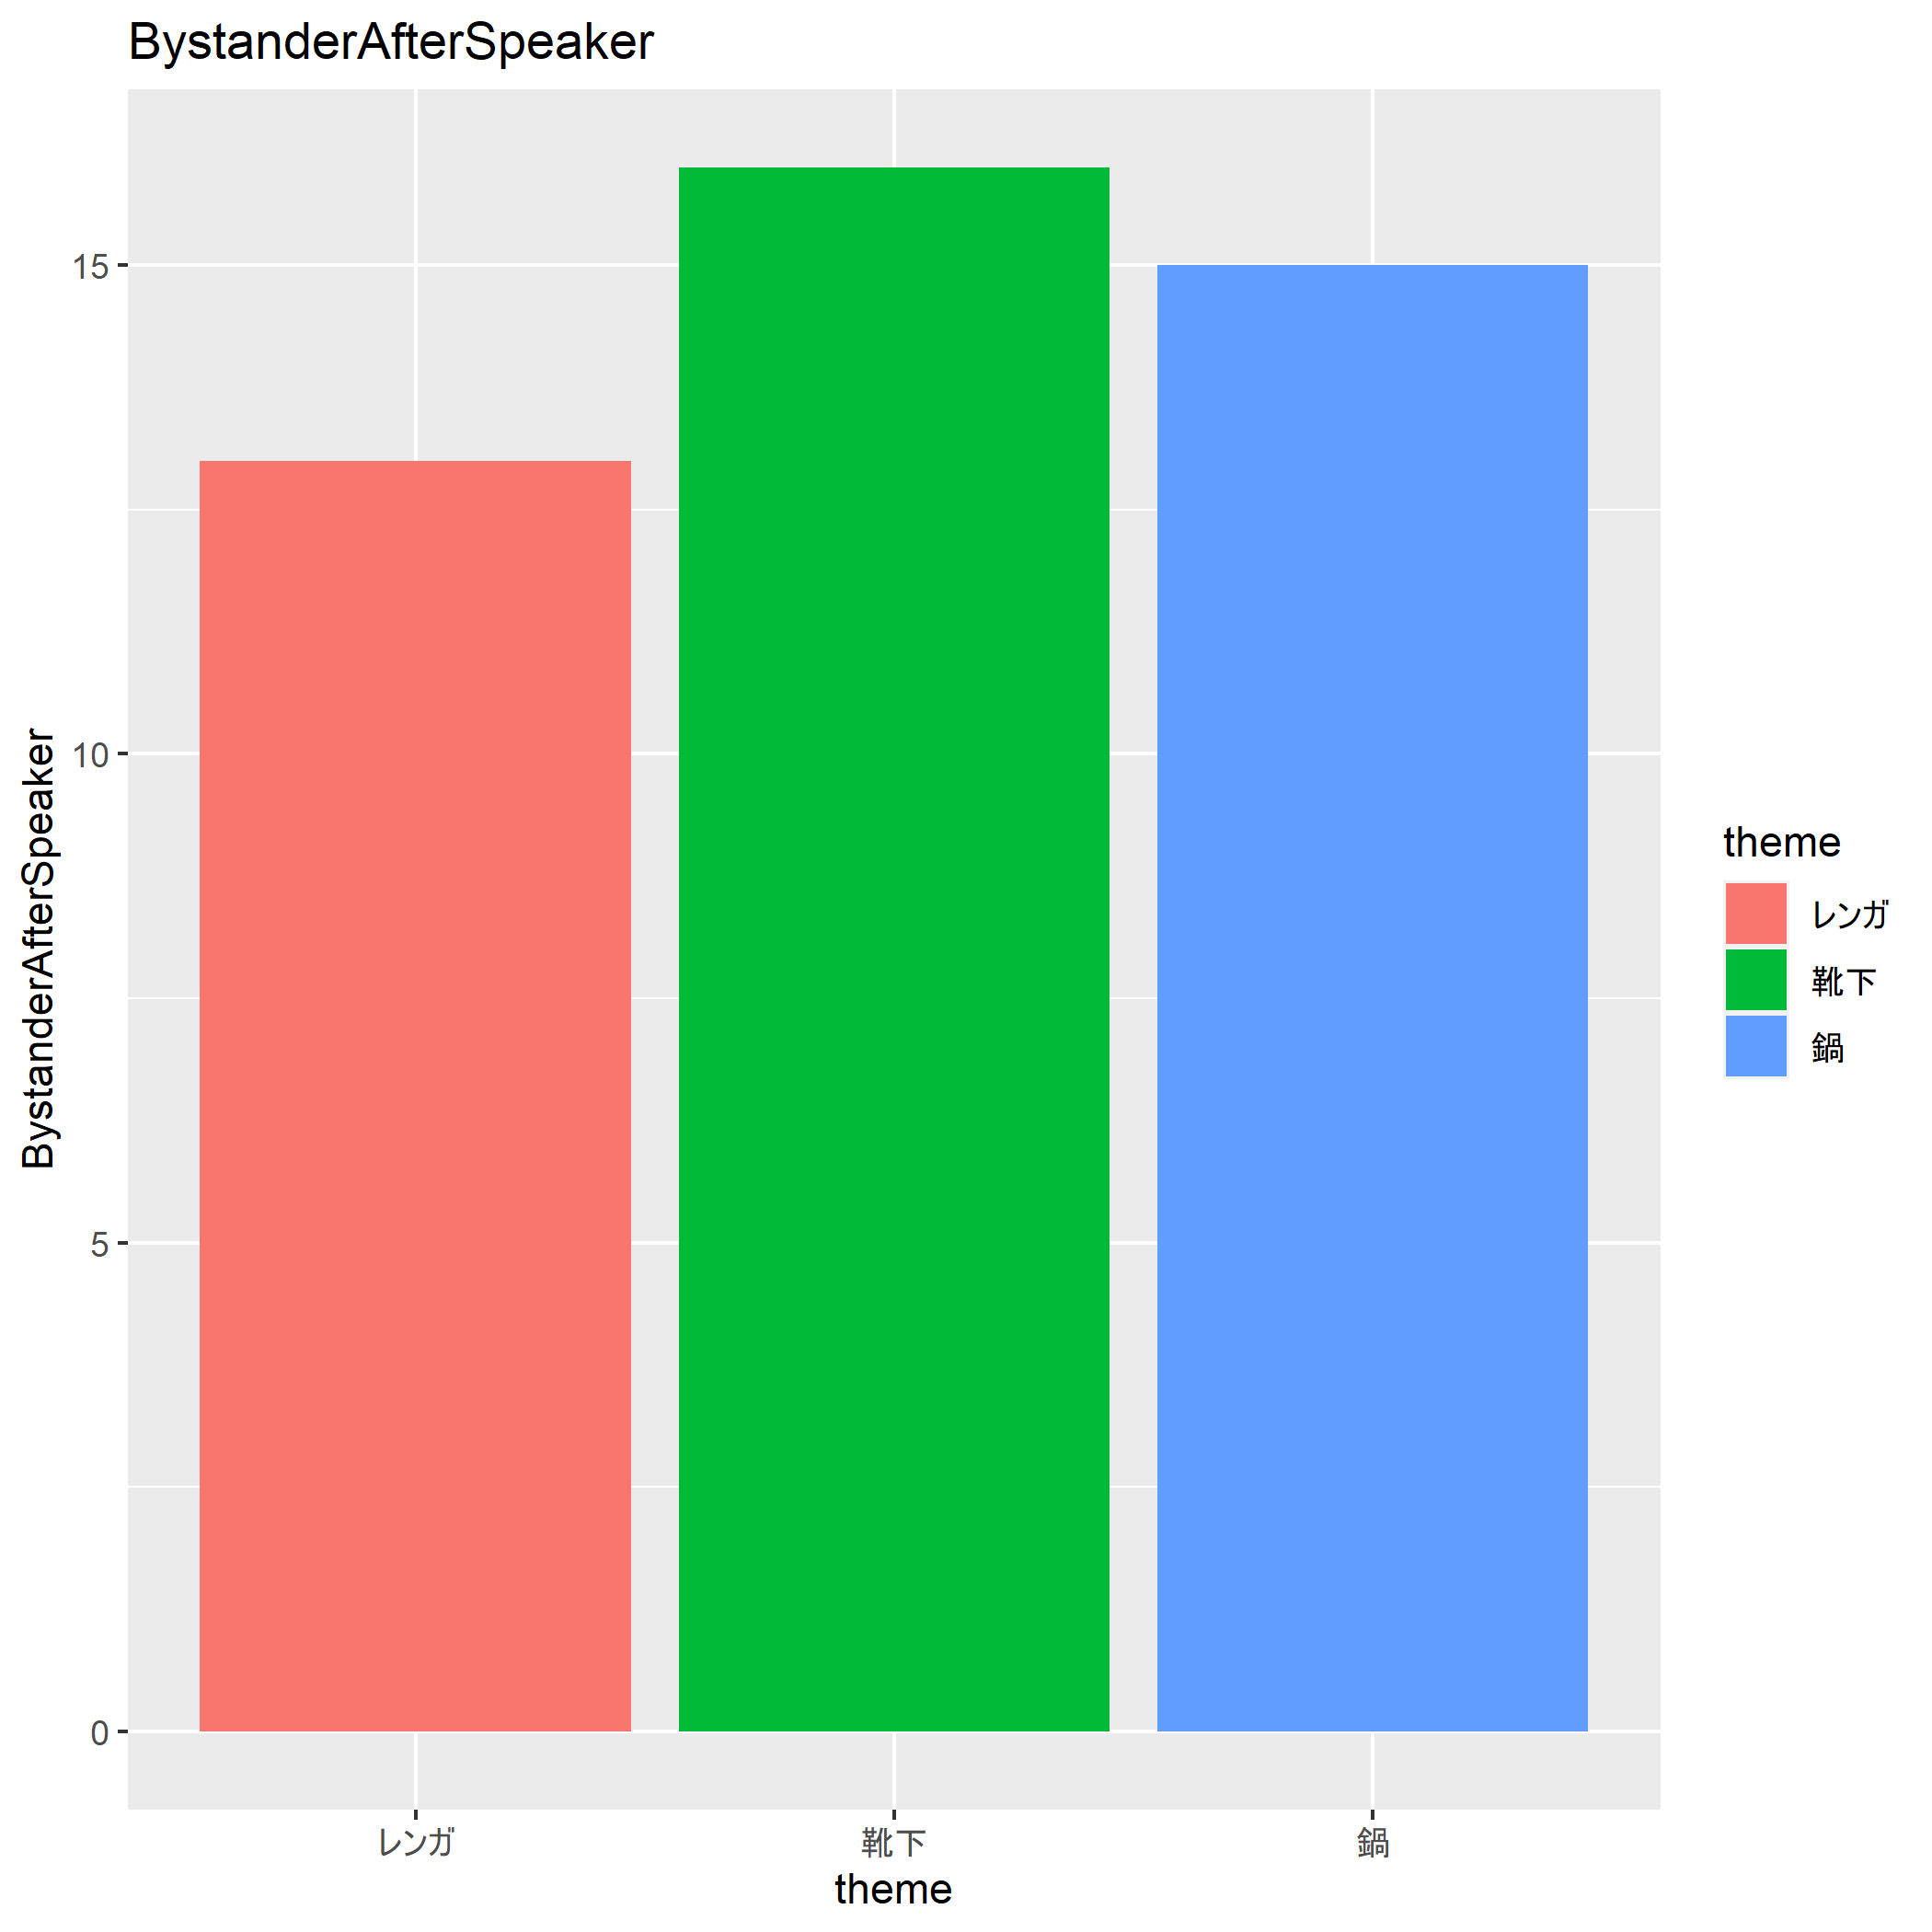 BystanderAfterSpeaker
BystanderAfterSpeaker
15
10
5
0
レンガ
靴下
鍋
theme
theme
レンガ
靴下
鍋